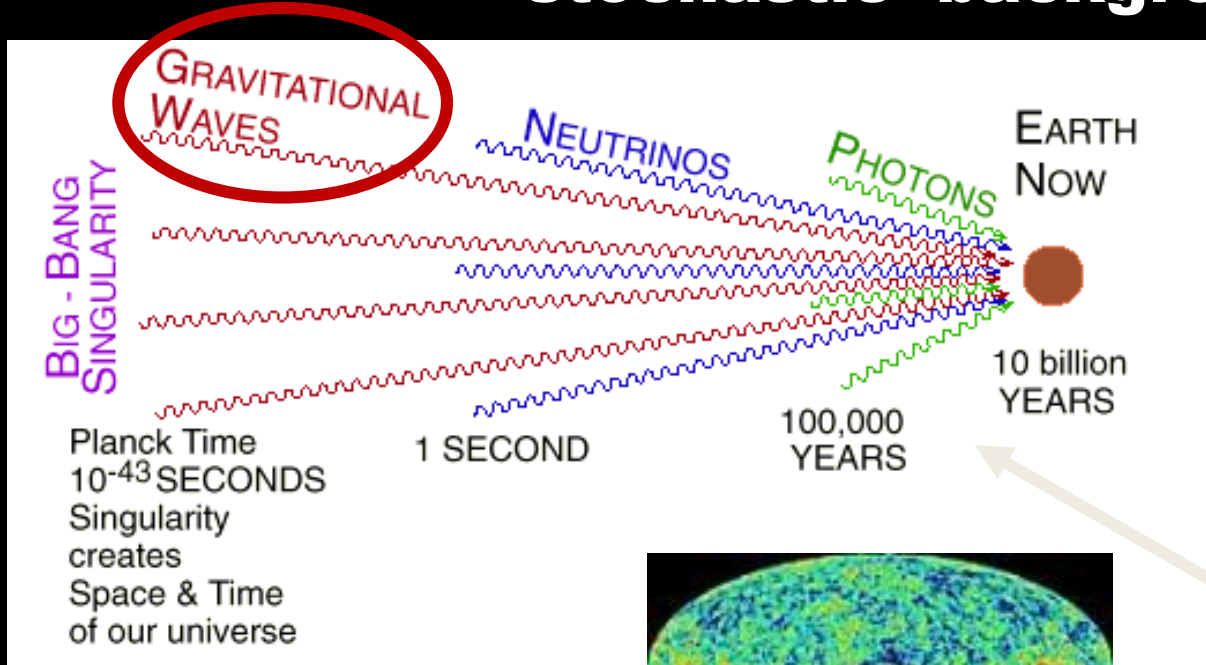 GRAVITATIONAL
WAVES
NEUTRINOS
PHOTONS
EARTH
NOW
BIG - BANG
SINGULARITY
10 billion
YEARS
100,000
YEARS
1 SECOND
Planck Time
10⁻⁴³ SECONDS
Singularity
creates
Space & Time
of our universe